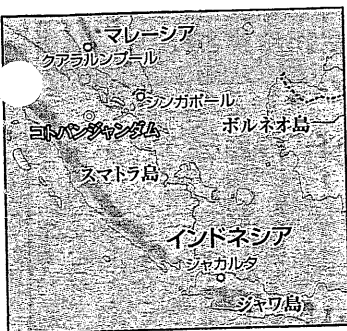 マレーシア
クアラルンプール
シンガポール
コトパンジャンダム
ボルネオ島
スマトラ島
インドネシア
ジャカルタ
ジャワ島